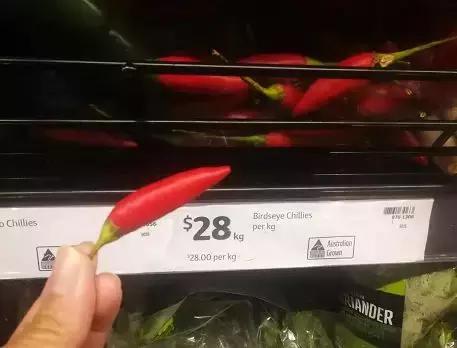 o Chillies
$28 kg
$28.00 per kg
Birdseye Chillies
per kg
Australian
Grown
IANDER